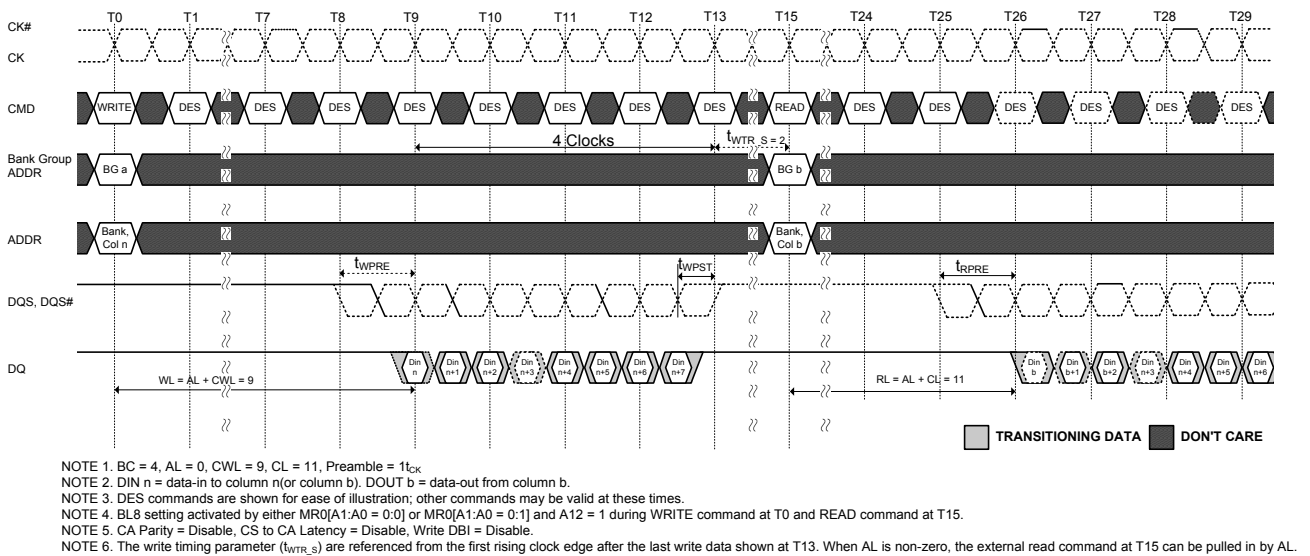 CK#
T0 T1 T7 T8 T9 T10 T11 T12 T13 T15 T24 T25 T26 T27 T28 T29
CK
CMD
WRITE DES DES DES DES DES DES DES DES READ DES DES DES DES DES DES
4 Clocks
tWTR_S = 2
Bank Group
ADDR
BG a
BG b
ADDR
Bank,
Col n
Bank,
Col b
tWPRE
tWPST
tRPRE
DQS, DQS#
DQ
Din
n
Din
n+1
Din
n+2
Din
n+3
Din
n+4
Din
n+5
Din
n+6
Din
n+7
Din
b
Din
b+1
Din
b+2
Din
n+3
Din
n+4
Din
n+5
Din
n+6
WL = AL + CWL = 9
RL = AL + CL = 11
TRANSITIONING DATA
DON'T CARE
NOTE 1. BC = 4, AL = 0, CWL = 9, CL = 11, Preamble = 1tCK
NOTE 2. DIN n = data-in to column n(or column b). DOUT b = data-out from column b.
NOTE 3. DES commands are shown for ease of illustration; other commands may be valid at these times.
NOTE 4. BL8 setting activated by either MR0[A1:A0 = 0:0] or MR0[A1:A0 = 0:1] and A12 = 1 during WRITE command at T0 and READ command at T15.
NOTE 5. CA Parity = Disable, CS to CA Latency = Disable, Write DBI = Disable.
NOTE 6. The write timing parameter (tWTR_S) are referenced from the first rising clock edge after the last write data shown at T13. When AL is non-zero, the external read command at T15 can be pulled in by AL.